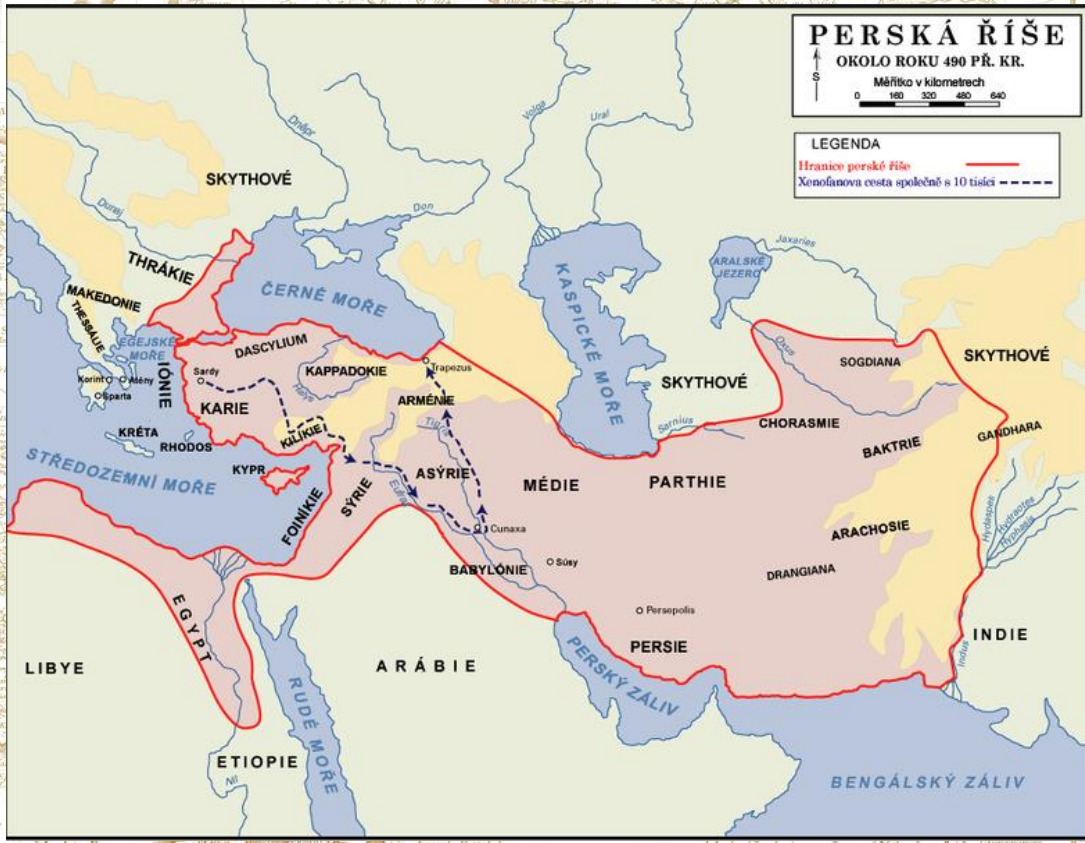 PERSKÁ ŘÍŠE
OKOLO ROKU 490 PŘ. KR.
S
Měřítko v kilometrech
0 160 320 480 640
LEGENDA
Hranice perské říše
Xenofanova cesta společně s 10 tisíci
Volga
Ural
Dněpr
SKYTHOVÉ
Don
Dunaj
Jaxaries
THRÁKIE
ARALSKÉ
JEZERO
KASPICKÉ MOŘE
ČERNÉ MOŘE
MAKEDONIE
THESSÁLIE
EGEJSKÉ
MOŘE
IÓNIE
DASCYLIUM
Oxus
SOGDIANA
SKYTHOVÉ
Trapezus
Korint
Atény
Sparta
Sardy
KAPPADOKIE
SKYTHOVÉ
Halys
ARMÉNIE
KARIE
CHORASMIE
Sarnius
Tigris
KRÉTA
RHODOS
KILÍKIE
BAKTRIE
GANDHARA
STŘEDOZEMNÍ MOŘE
KYPR
FOINÍKIE
SÝRIE
ASÝRIE
Eufrat
MÉDIE
PARTHIE
Cunaxa
ARACHOSIE
Hydaspes
Hydraotes
Hyphasis
BABYLÓNIE
Súsy
DRANGIANA
EGYPT
Persepolis
PERSIE
INDIE
Indus
LIBYE
ARÁBIE
PERSKÝ ZÁLIV
RUDÉ MOŘE
ETIOPIE
Nil
BENGÁLSKÝ ZÁLIV